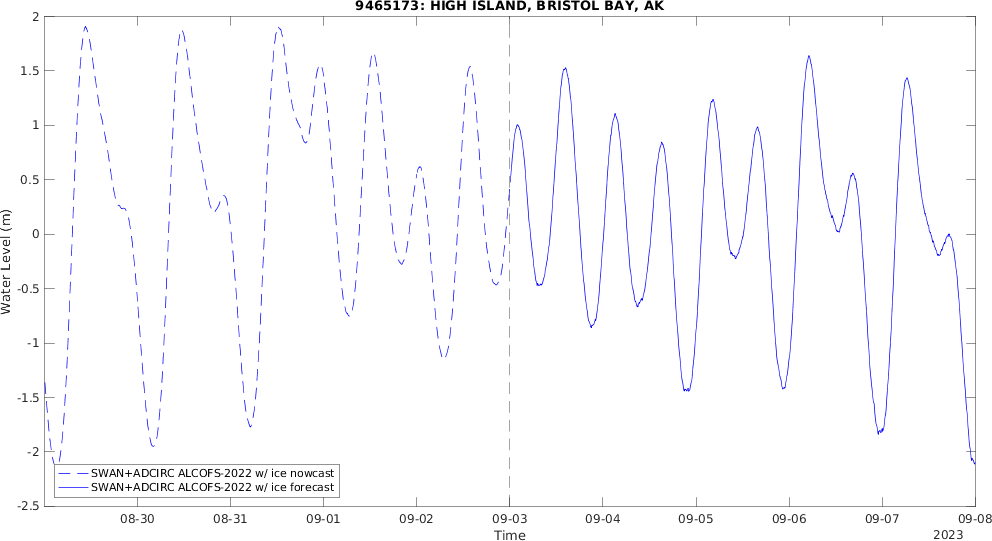 9465173: HIGH ISLAND, BRISTOL BAY, AK
Water Level (m)
2
1.5
1
0.5
0
-0.5
-1
-1.5
-2
-2.5
SWAN+ADCIRC ALCOFS-2022 w/ ice nowcast
SWAN+ADCIRC ALCOFS-2022 w/ ice forecast
08-30 08-31 09-01 09-02 09-03 09-04 09-05 09-06 09-07 09-08
Time
2023